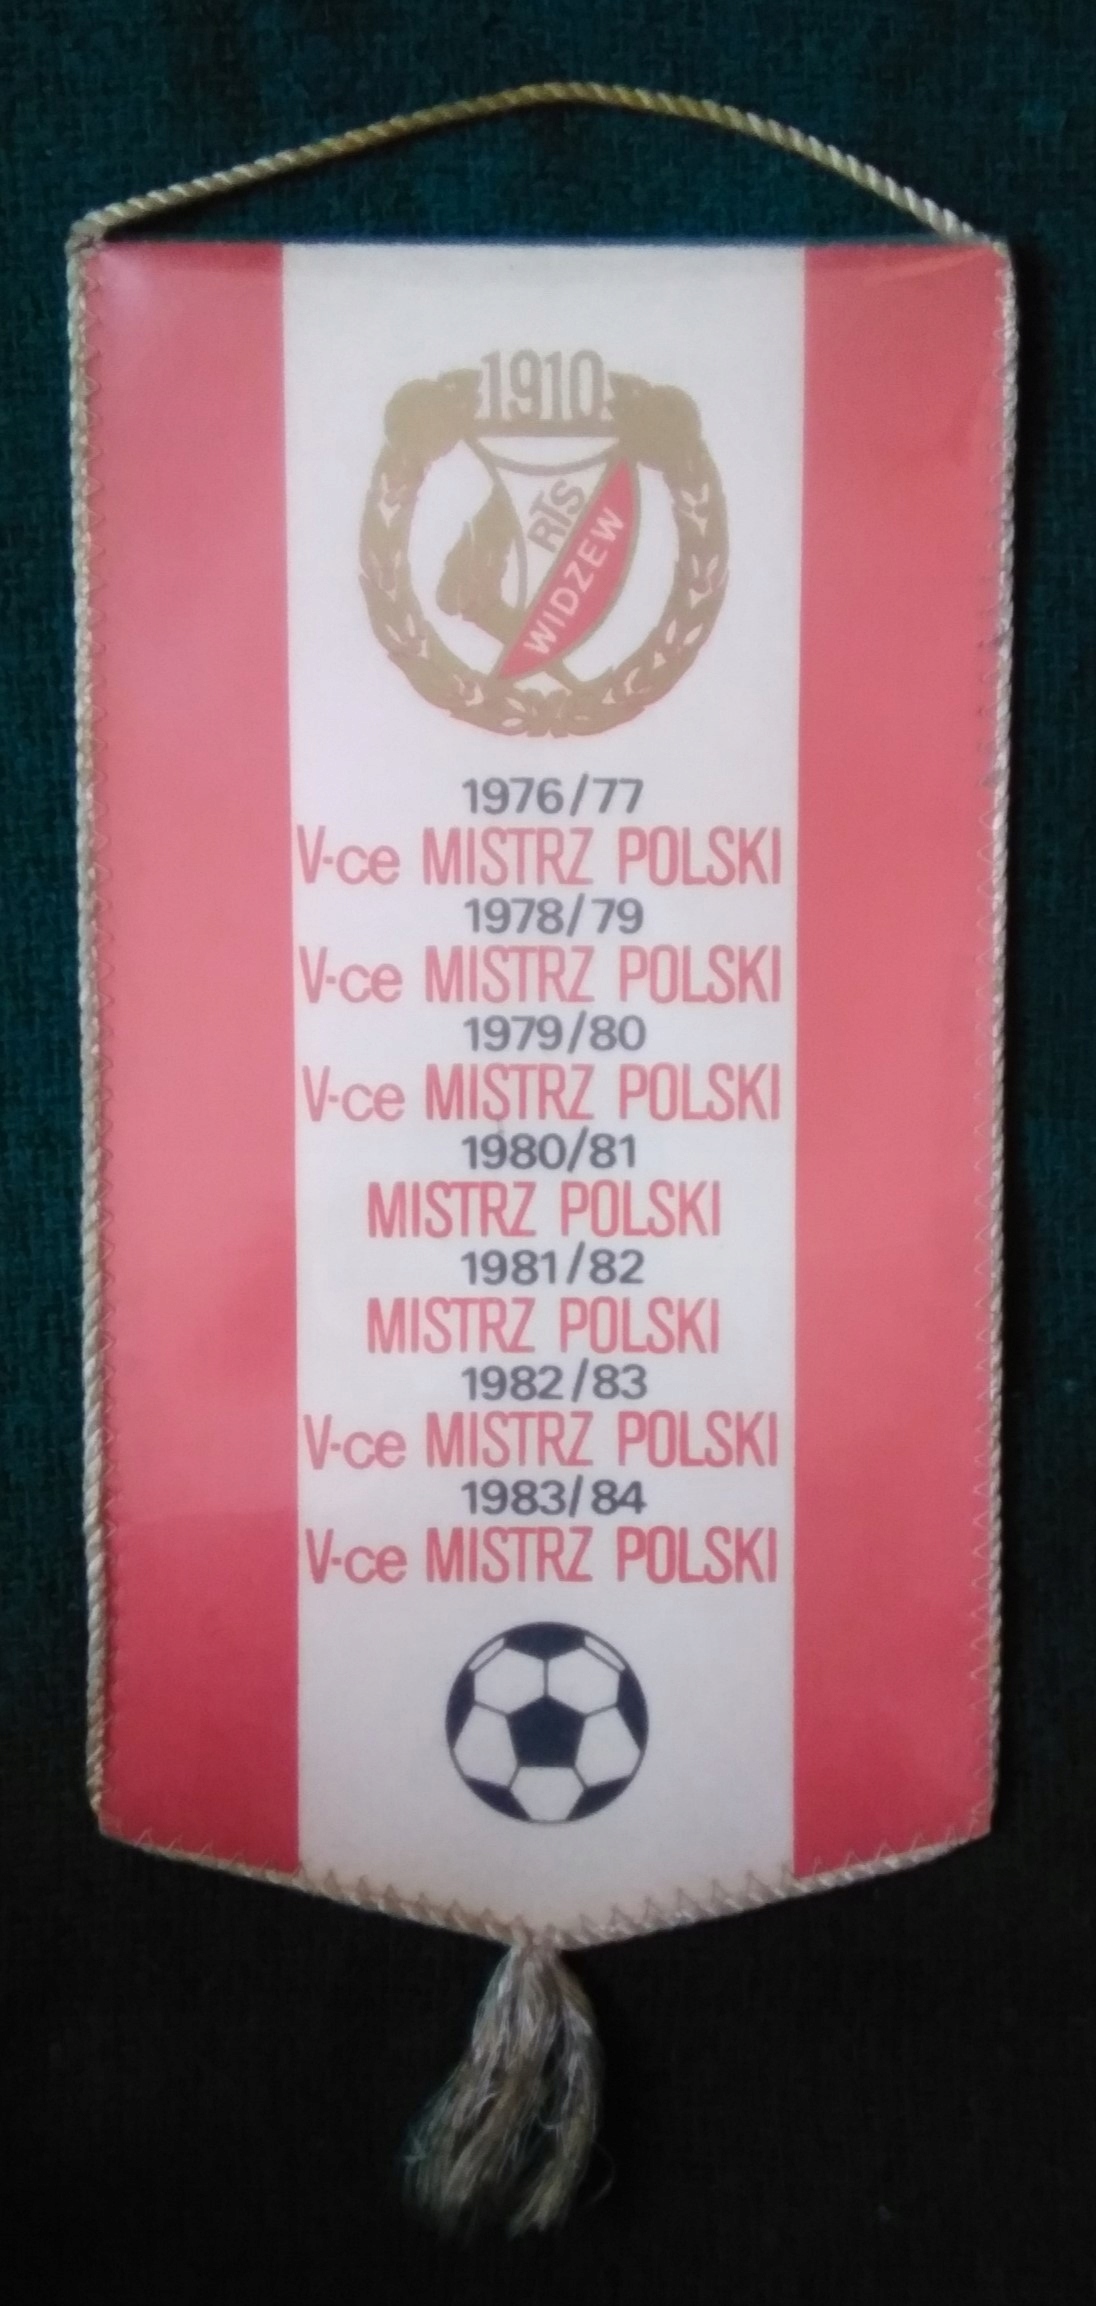 1910
RTS
WIDZEW
1976/77
V-ce MISTRZ POLSKI
1978/79
V-ce MISTRZ POLSKI
1979/80
V-ce MISTRZ POLSKI
1980/81
MISTRZ POLSKI
1981/82
MISTRZ POLSKI
1982/83
V-ce MISTRZ POLSKI
1983/84
V-ce MISTRZ POLSKI